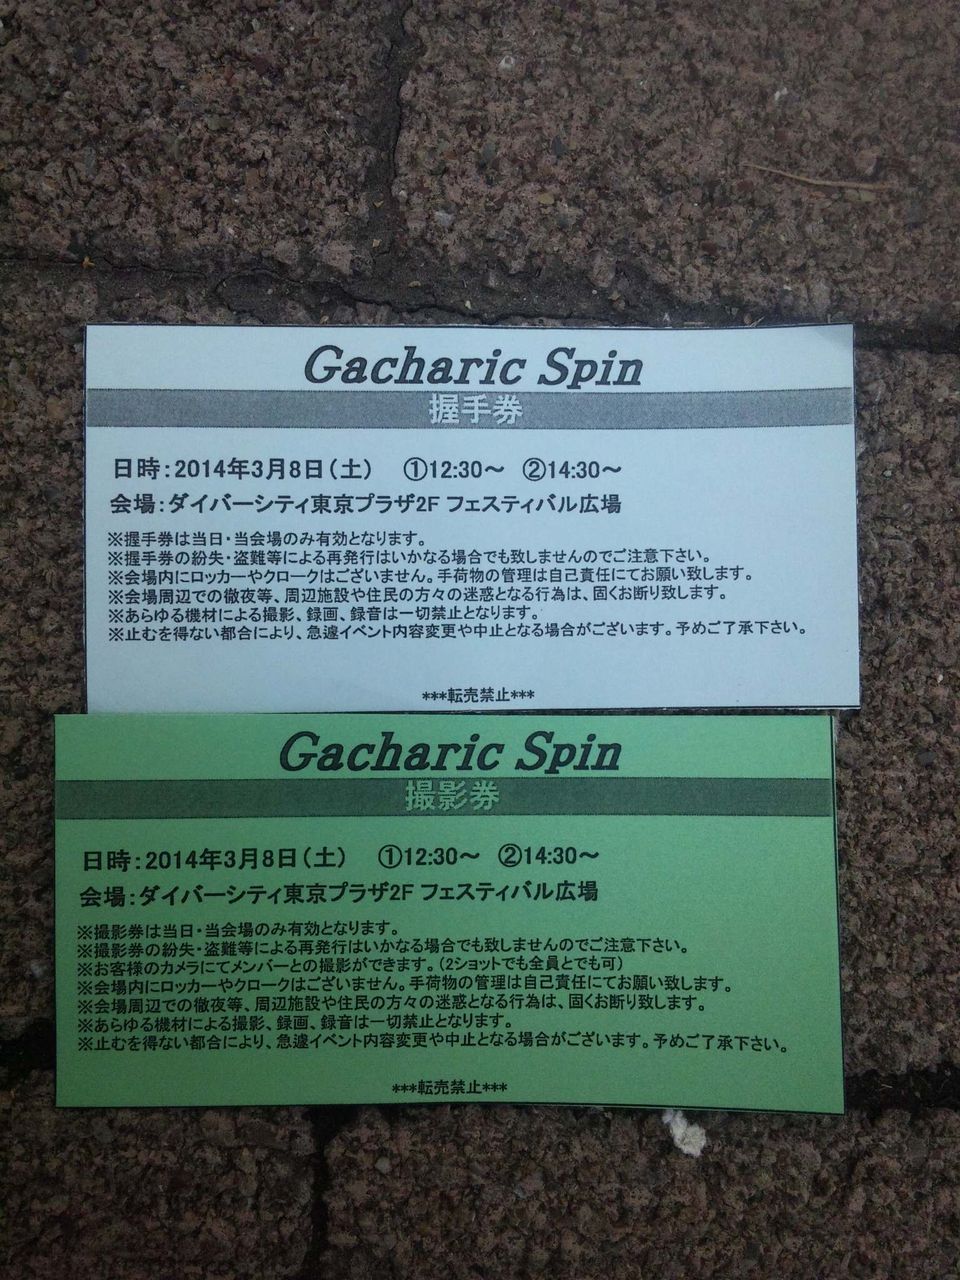 Gacharic Spin
握手券
日時：2014年3月8日（土）　①12:30～　②14:30～
会場：ダイバーシティ東京プラザ2F フェスティバル広場
※握手券は当日・当会場のみ有効となります。
※握手券の紛失・盗難等による再発行はいかなる場合でも致しませんのでご注意下さい。
※会場内にロッカーやクロークはございません。手荷物の管理は自己責任にてお願い致します。
※会場周辺での徹夜等、周辺施設や住民の方々の迷惑となる行為は、固くお断り致します。
※あらゆる機材による撮影、録画、録音は一切禁止となります。
※止むを得ない都合により、急遽イベント内容変更や中止となる場合がございます。予めご了承下さい。
***転売禁止***
Gacharic Spin
撮影券
日時：2014年3月8日（土）　①12:30～　②14:30～
会場：ダイバーシティ東京プラザ2F フェスティバル広場
※撮影券は当日・当会場のみ有効となります。
※撮影券の紛失・盗難等による再発行はいかなる場合でも致しませんのでご注意下さい。
※お客様のカメラにてメンバーとの撮影ができます。（2ショットでも全員とでも可）
※会場内にロッカーやクロークはございません。手荷物の管理は自己責任にてお願い致します。
※会場周辺での徹夜等、周辺施設や住民の方々の迷惑となる行為は、固くお断り致します。
※あらゆる機材による撮影、録画、録音は一切禁止となります。
※止むを得ない都合により、急遽イベント内容変更や中止となる場合がございます。予めご了承下さい。
***転売禁止***